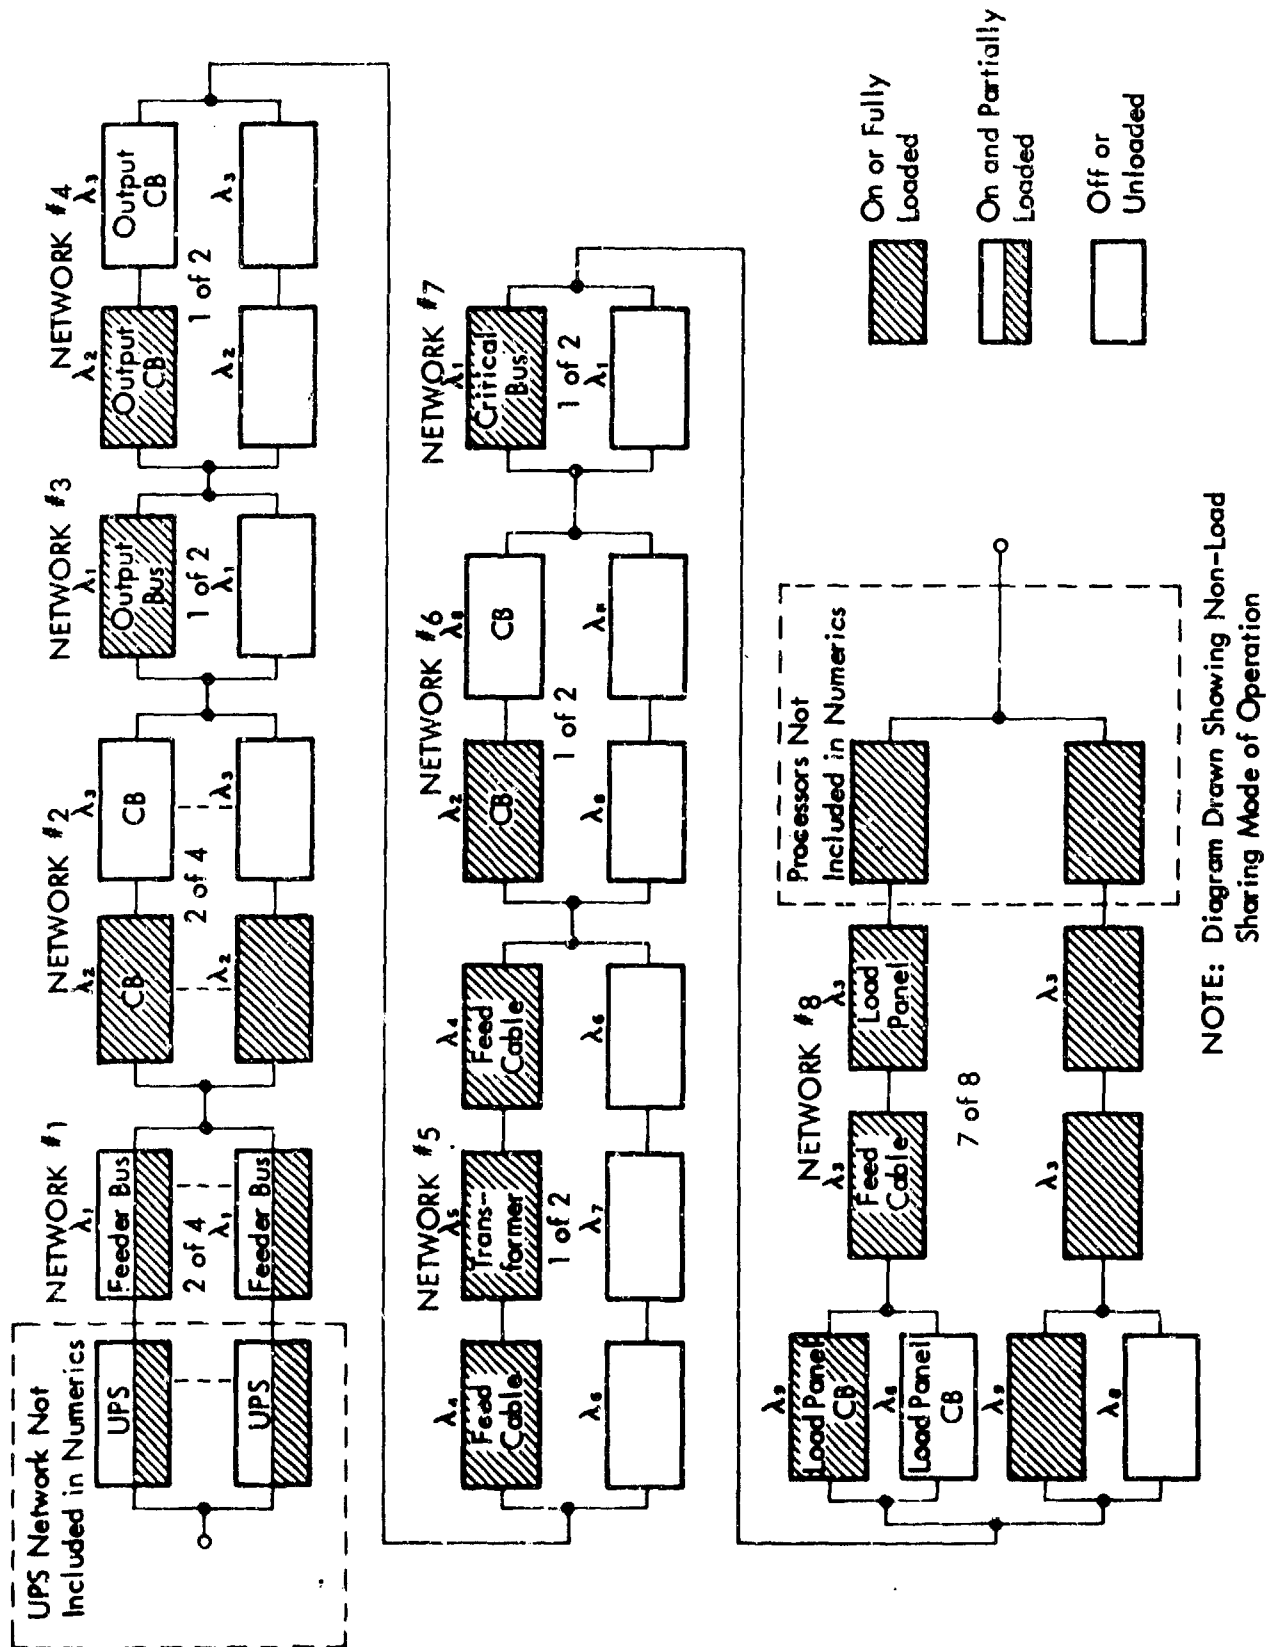 UPS Network Not
Included in Numerics
UPS
UPS
NETWORK #1
λ1
Feeder Bus
2 of 4
λ1
Feeder Bus
NETWORK #2
λ2
CB
λ3
CB
2 of 4
λ2
λ3
NETWORK #3
λ1
Output
Bus
1 of 2
λ1
NETWORK #4
λ2
Output
CB
λ3
Output
CB
1 of 2
λ2
λ3
NETWORK #5
λ4
Feed
Cable
λ5
Trans-
former
λ4
Feed
Cable
1 of 2
λ6
λ7
λ6
NETWORK #6
λ2
CB
λ8
CB
1 of 2
λ8
λ8
NETWORK #7
λ1
Critical
Bus
1 of 2
λ1
NETWORK #8
λ9
Load Panel
CB
Load Panel
CB
λ3
Feed
Cable
λ3
Load
Panel
7 of 8
λ9
λ8
λ3
λ3
Processors Not
Included in Numerics
On or Fully
Loaded
On and Partially
Loaded
Off or
Unloaded
NOTE: Diagram Drawn Showing Non-Load
Sharing Mode of Operation